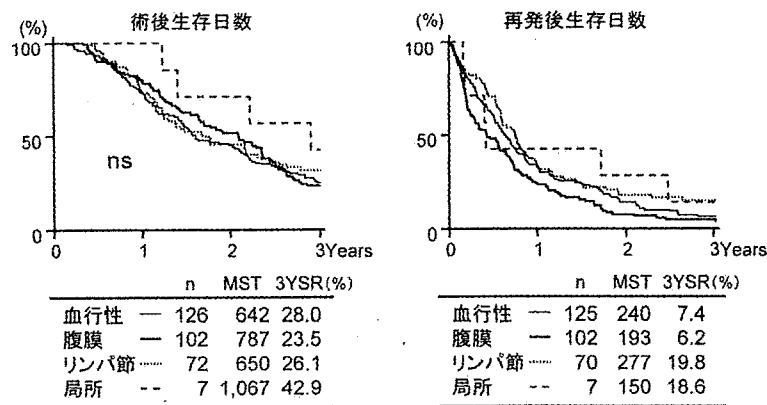 術後生存日数
(%)
100
50
0
ns
0 1 2 3Years
n MST 3YSR(%)
血行性 126 642 28.0
腹膜 102 787 23.5
リンパ節 72 650 26.1
局所 7 1,067 42.9
再発後生存日数
(%)
100
50
0
0 1 2 3Years
n MST 3YSR(%)
血行性 125 240 7.4
腹膜 102 193 6.2
リンパ節 70 277 19.8
局所 7 150 18.6